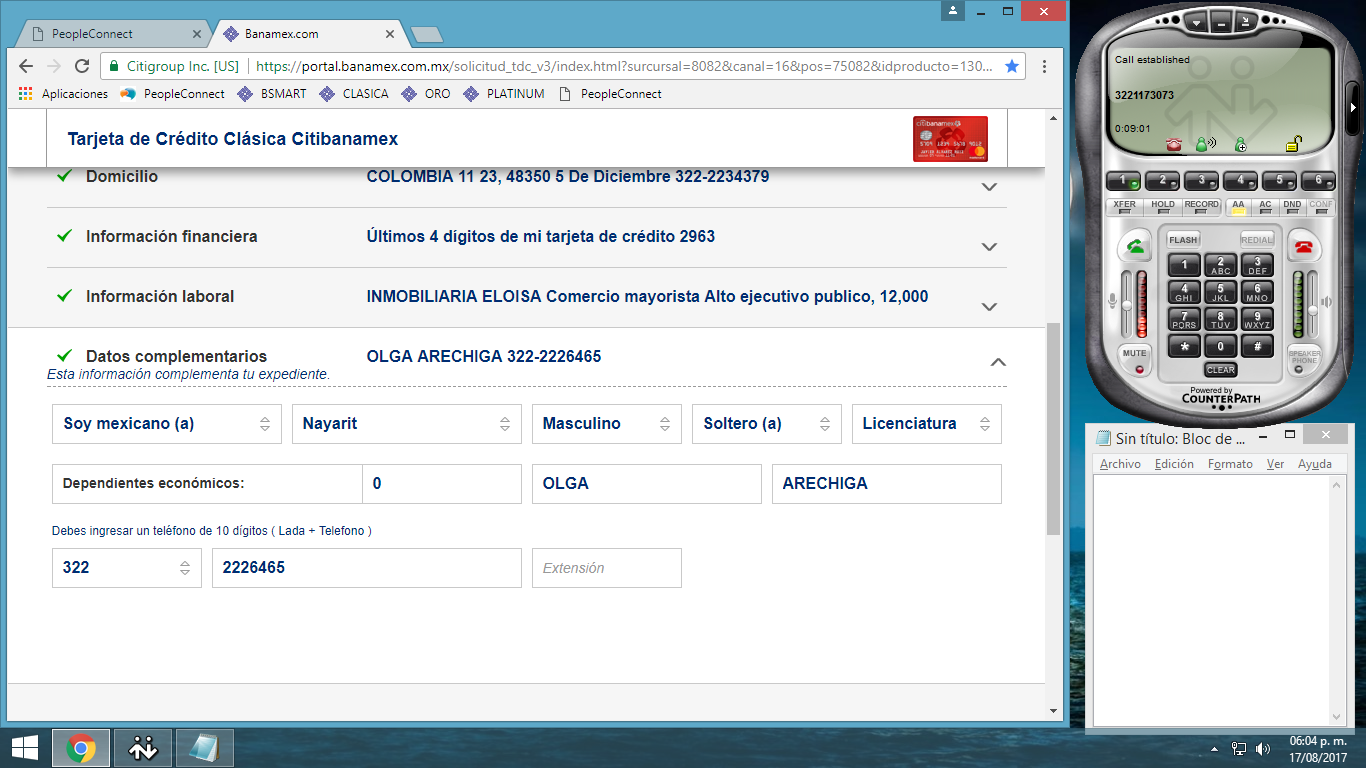 PeopleConnect
Banamex.com
Citigroup Inc. [US]
https://portal.banamex.com.mx/solicitud_tdc_v3/index.html?surcursal=8082&canal=16&pos=75082&idproducto=130...
Aplicaciones PeopleConnect BSMART CLASICA ORO PLATINUM PeopleConnect
Tarjeta de Crédito Clásica Citibanamex
Domicilio COLOMBIA 11 23, 48350 5 De Diciembre 322-2234379
Información financiera Últimos 4 dígitos de mi tarjeta de crédito 2963
Información laboral INMOBILIARIA ELOISA Comercio mayorista Alto ejecutivo publico, 12,000
Datos complementarios OLGA ARECHIGA 322-2226465
Esta información complementa tu expediente.
Soy mexicano (a) Nayarit Masculino Soltero (a) Licenciatura
Dependientes económicos: 0 OLGA ARECHIGA
Debes ingresar un teléfono de 10 dígitos ( Lada + Telefono )
322 2226465 Extensión
Call established
3221173073
0:09:01
1 2 3 4 5 6
XFER HOLD RECORD AA AC DND CONF
FLASH REDIAL
1 2 ABC 3 DEF
4 GHI 5 JKL 6 MNO
7 PQRS 8 TUV 9 WXYZ
* 0 #
MUTE SPEAKER PHONE
CLEAR
Powered by
COUNTERPATH
Sin título: Bloc de ...
Archivo Edición Formato Ver Ayuda
06:04 p. m.
17/08/2017